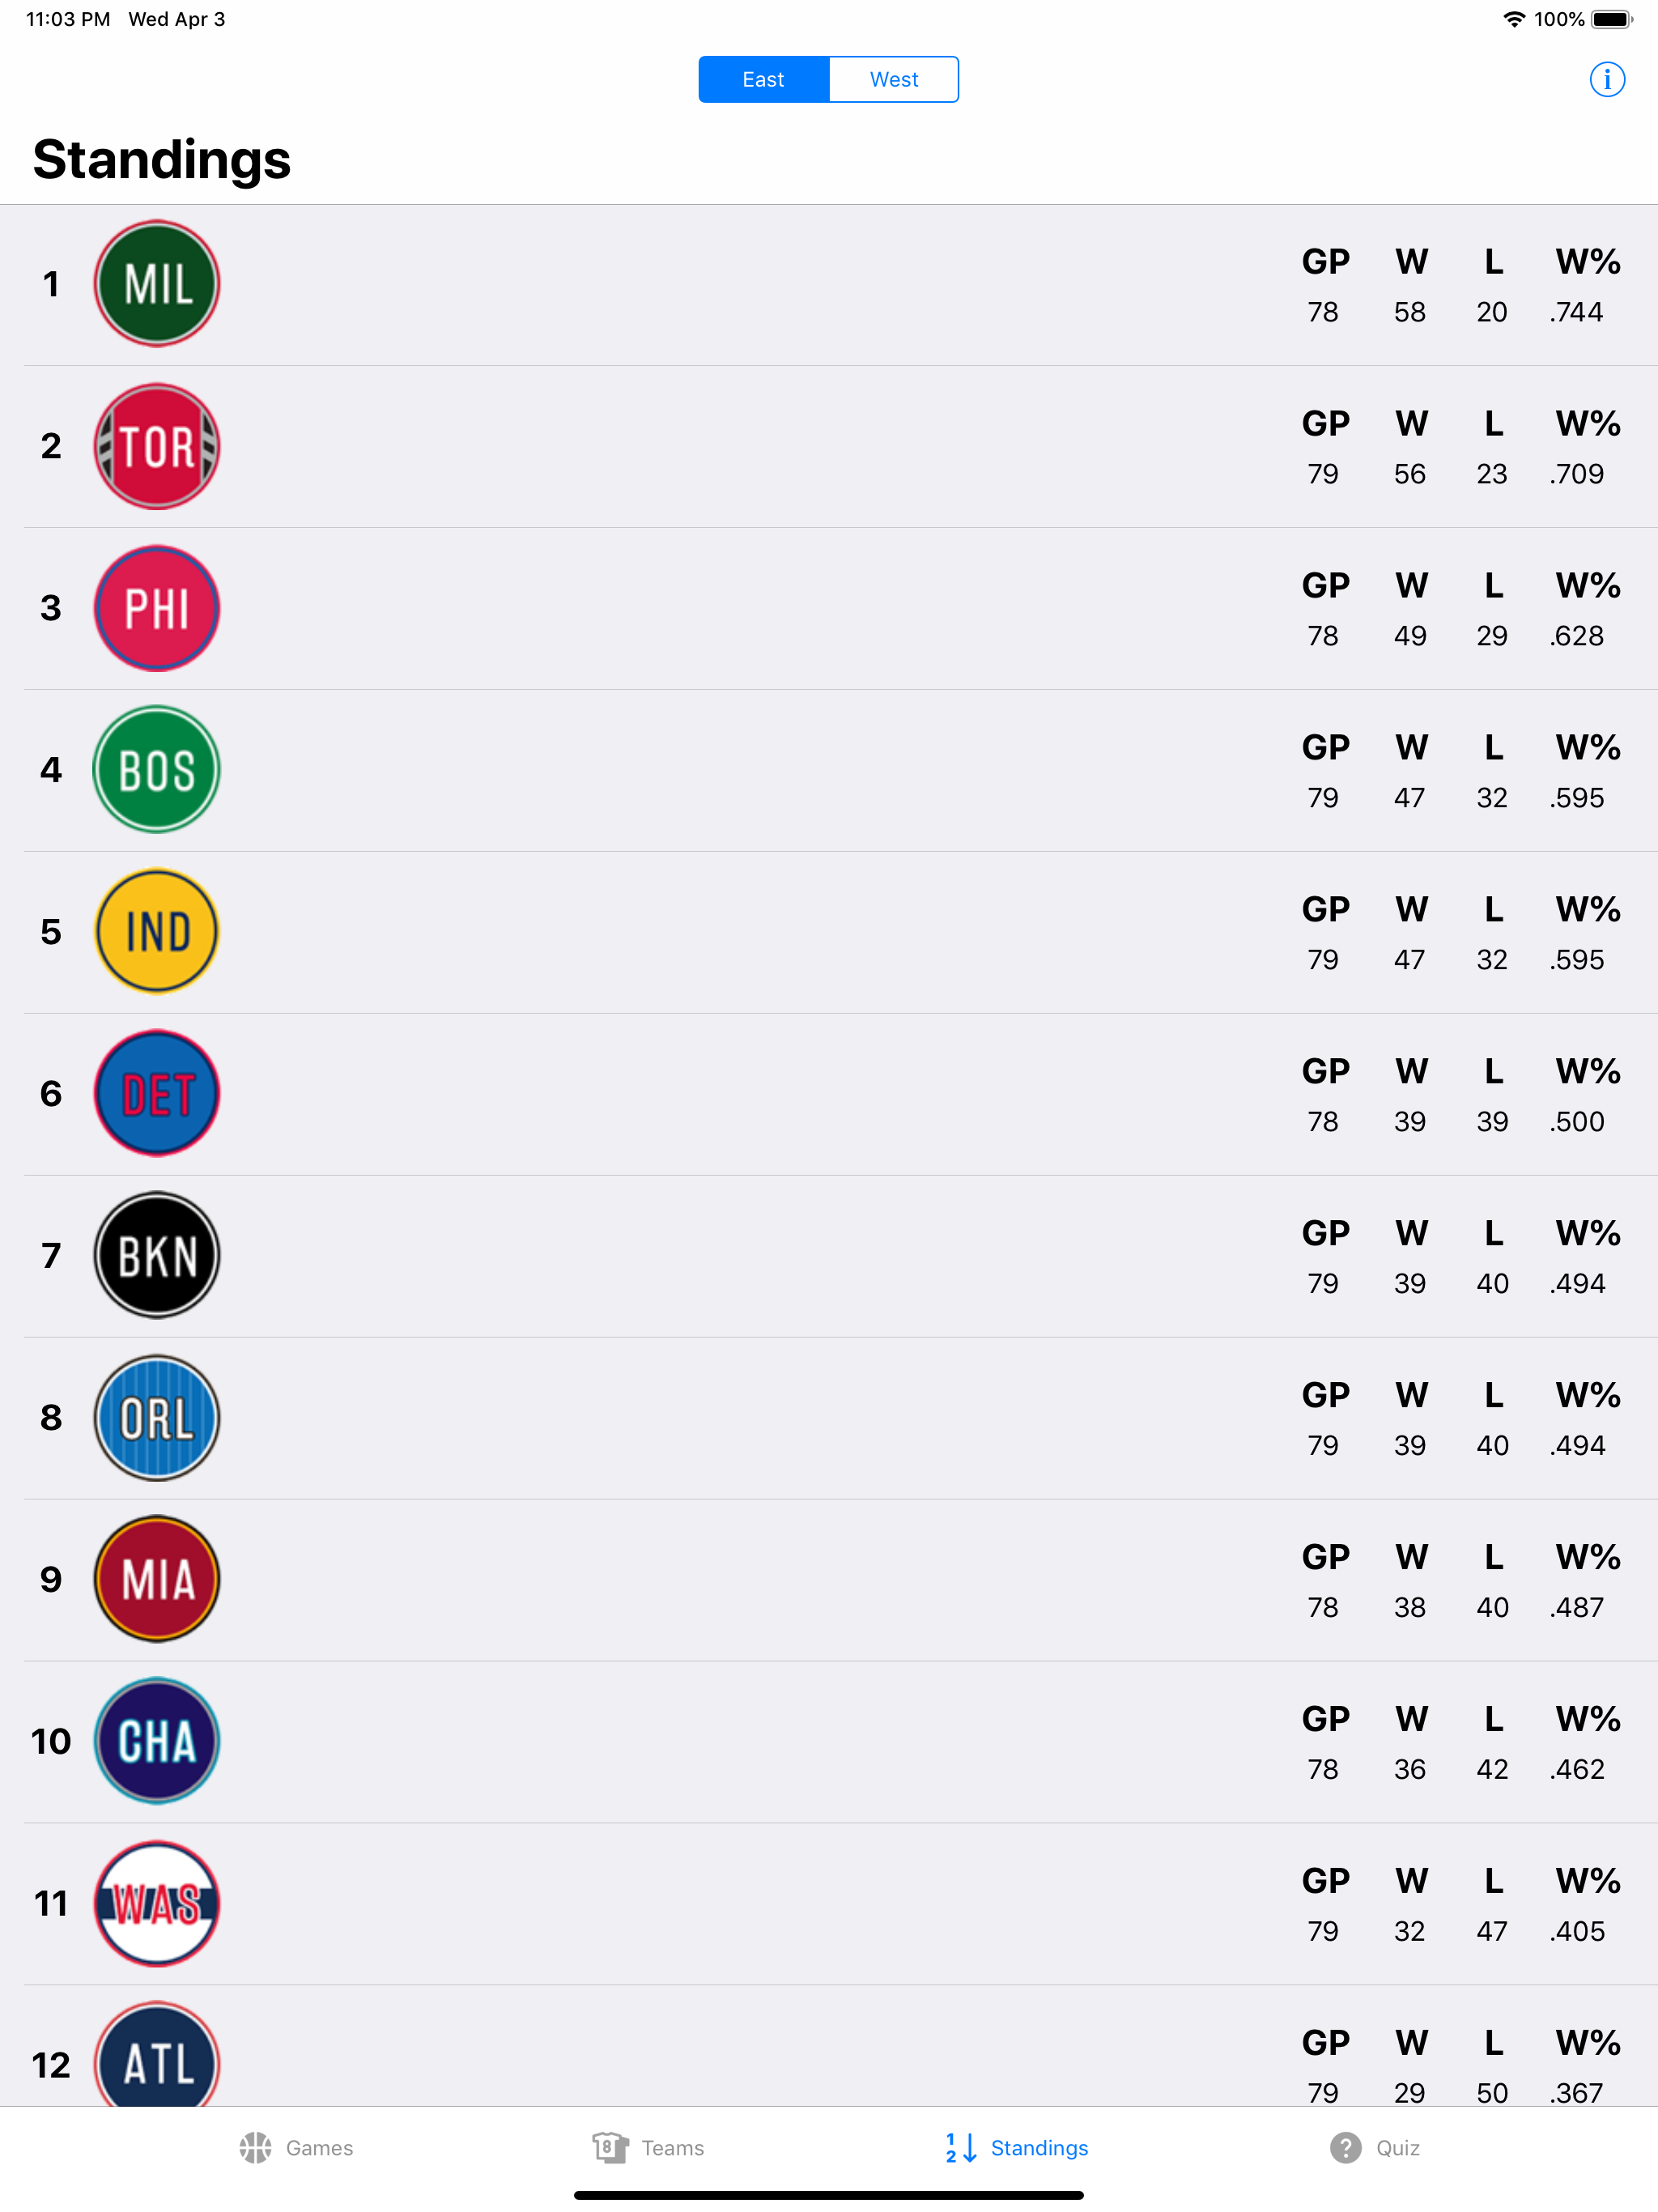 11:03 PM Wed Apr 3 100%
East West
i
Standings
GP W L W%
1 MIL
78 58 20 .744
GP W L W%
2 TOR
79 56 23 .709
GP W L W%
3 PHI
78 49 29 .628
GP W L W%
4 BOS
79 47 32 .595
GP W L W%
5 IND
79 47 32 .595
GP W L W%
6 DET
78 39 39 .500
GP W L W%
7 BKN
79 39 40 .494
GP W L W%
8 ORL
79 39 40 .494
GP W L W%
9 MIA
78 38 40 .487
GP W L W%
10 CHA
78 36 42 .462
GP W L W%
11 WAS
79 32 47 .405
GP W L W%
12 ATL
79 29 50 .367
Games 8 Teams 1 2 Standings ? Quiz